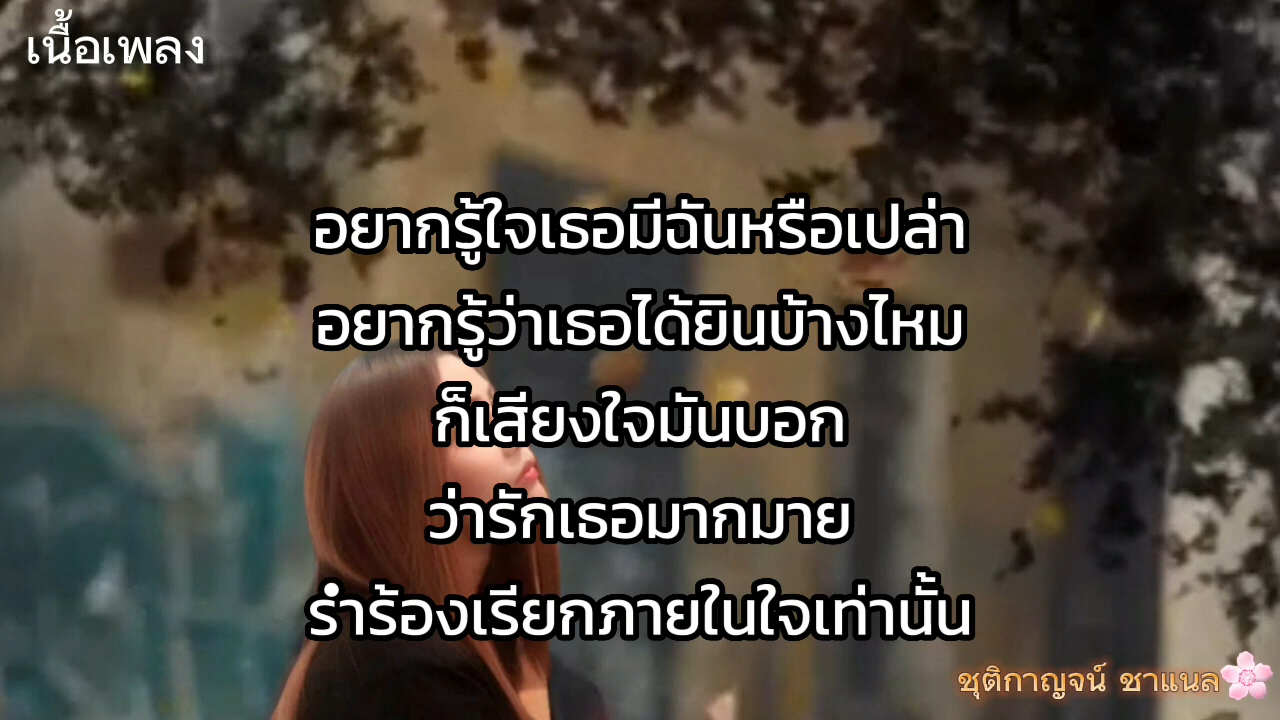 เนื้อเพลง
อยากรู้ใจเธอมีฉันหรือเปล่า
อยากรู้ว่าเธอได้ยินบ้างไหม
ก็เสียงใจมันบอก
ว่ารักเธอมากมาย
รำร้องเรียกภายในใจเท่านั้น
ชุติกาญจน์ ชาแนล